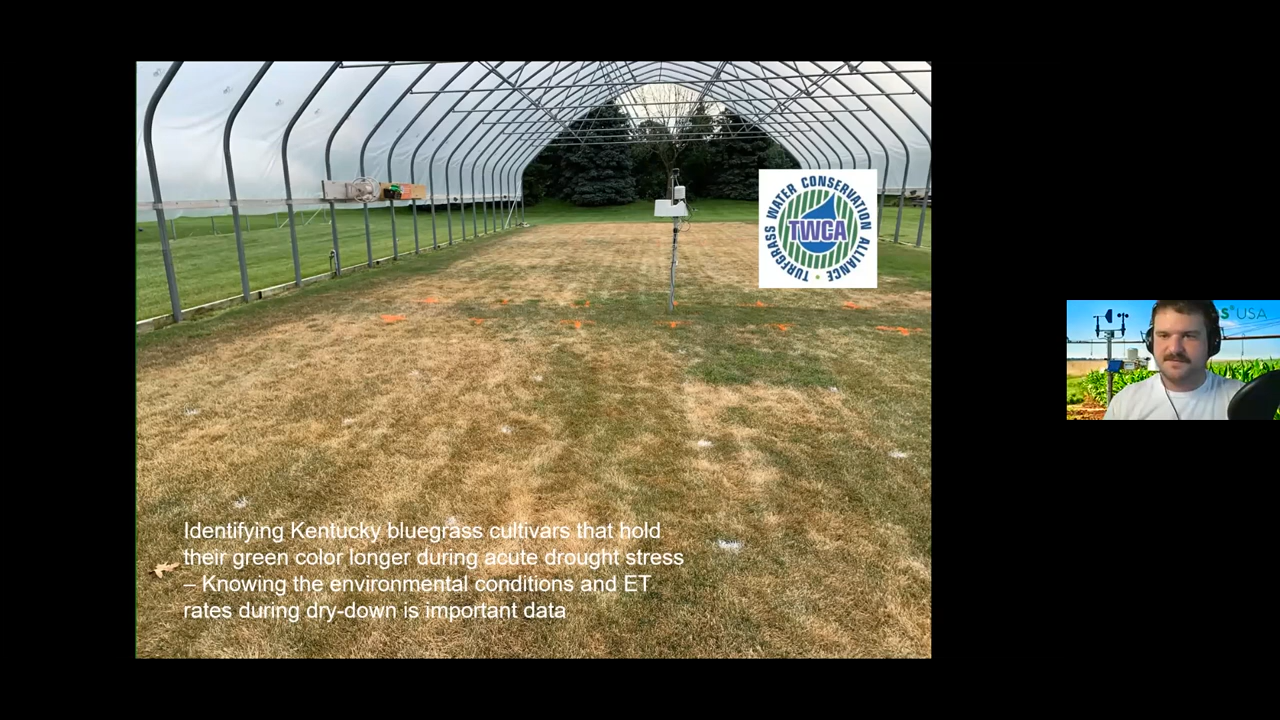 TURFGRASS WATER CONSERVATION ALLIANCE
TWCA
S® USA
Identifying Kentucky bluegrass cultivars that hold
their green color longer during acute drought stress
– Knowing the environmental conditions and ET
rates during dry-down is important data